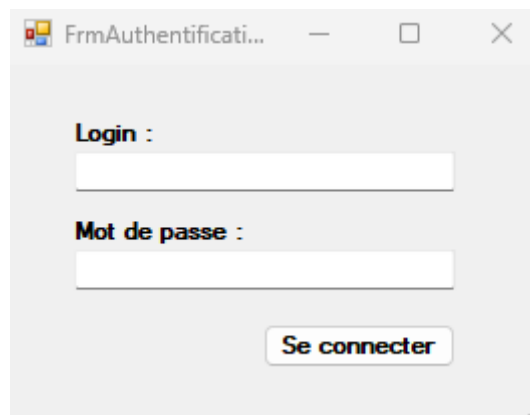 FrmAuthentificati...
Login :
Mot de passe :
Se connecter